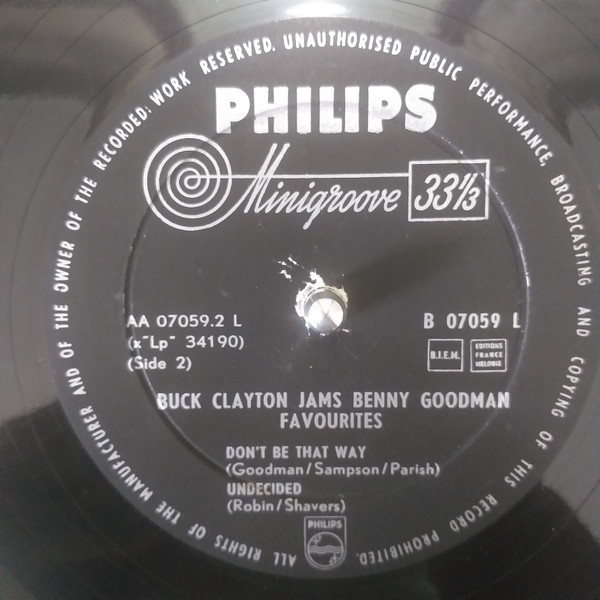 ALL RIGHTS OF THE MANUFACTURER AND OF THE OWNER OF THE RECORDED WORK RESERVED. UNAUTHORISED PUBLIC PERFORMANCE, BROADCASTING AND COPYING OF THIS RECORD PROHIBITED.
PHILIPS
Minigroove 33⅓
AA 07059.2 L
B 07059 L
(x"Lp" 34190)
(Side 2)
B.I.E.M.
EDITIONS
FRANCE
MELODIE
BUCK CLAYTON JAMS BENNY GOODMAN
FAVOURITES
DON'T BE THAT WAY
(Goodman/Sampson/Parish)
UNDECIDED
(Robin/Shavers)
PHILIPS